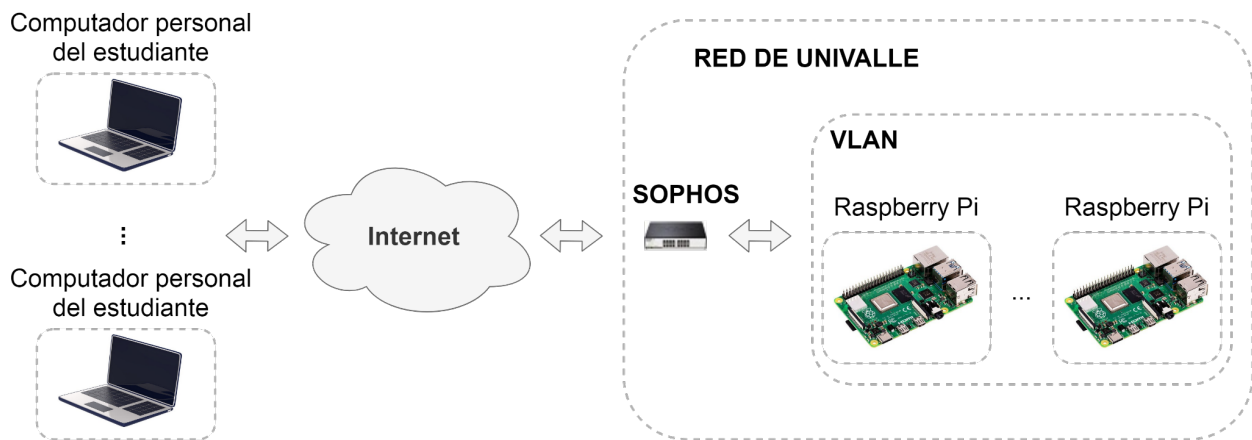 Computador personal
del estudiante
...
Computador personal
del estudiante
Internet
RED DE UNIVALLE
SOPHOS
VLAN
Raspberry Pi
...
Raspberry Pi